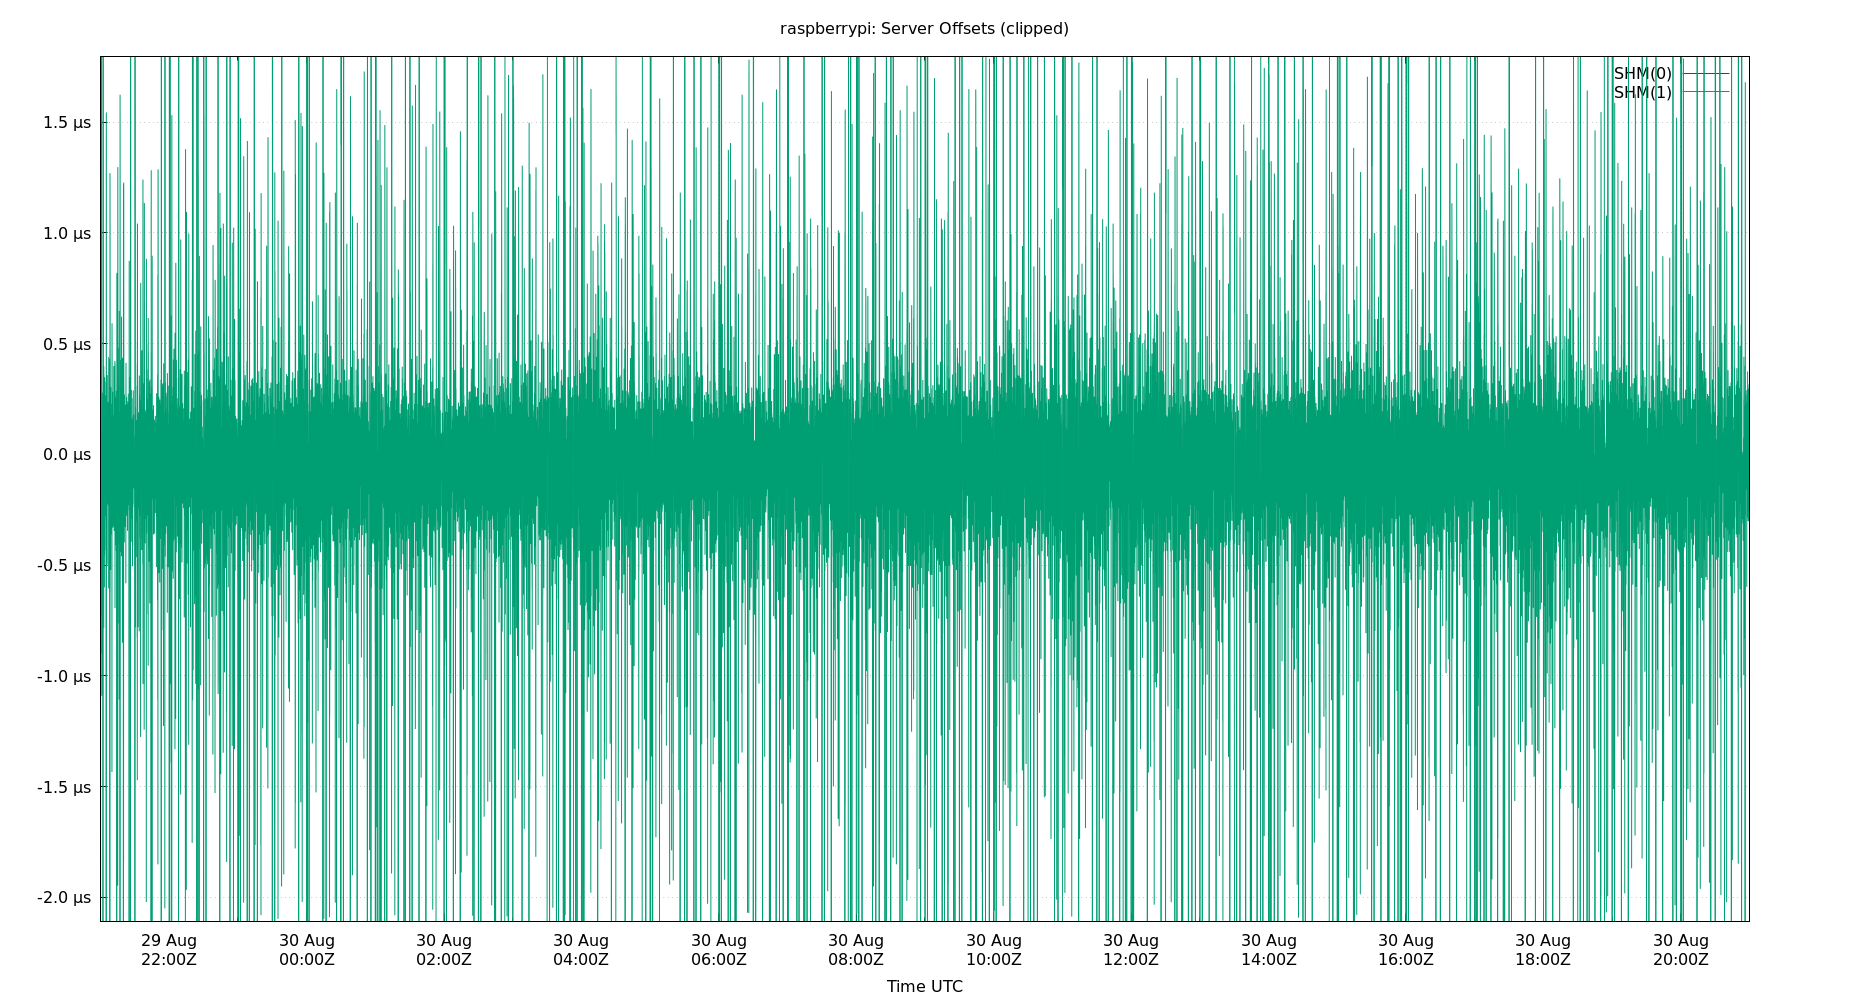 raspberrypi: Server Offsets (clipped)
SHM(0)
SHM(1)
1.5 µs
1.0 µs
0.5 µs
0.0 µs
-0.5 µs
-1.0 µs
-1.5 µs
-2.0 µs
29 Aug 30 Aug 30 Aug 30 Aug 30 Aug 30 Aug 30 Aug 30 Aug 30 Aug 30 Aug 30 Aug 30 Aug
22:00Z 00:00Z 02:00Z 04:00Z 06:00Z 08:00Z 10:00Z 12:00Z 14:00Z 16:00Z 18:00Z 20:00Z
Time UTC